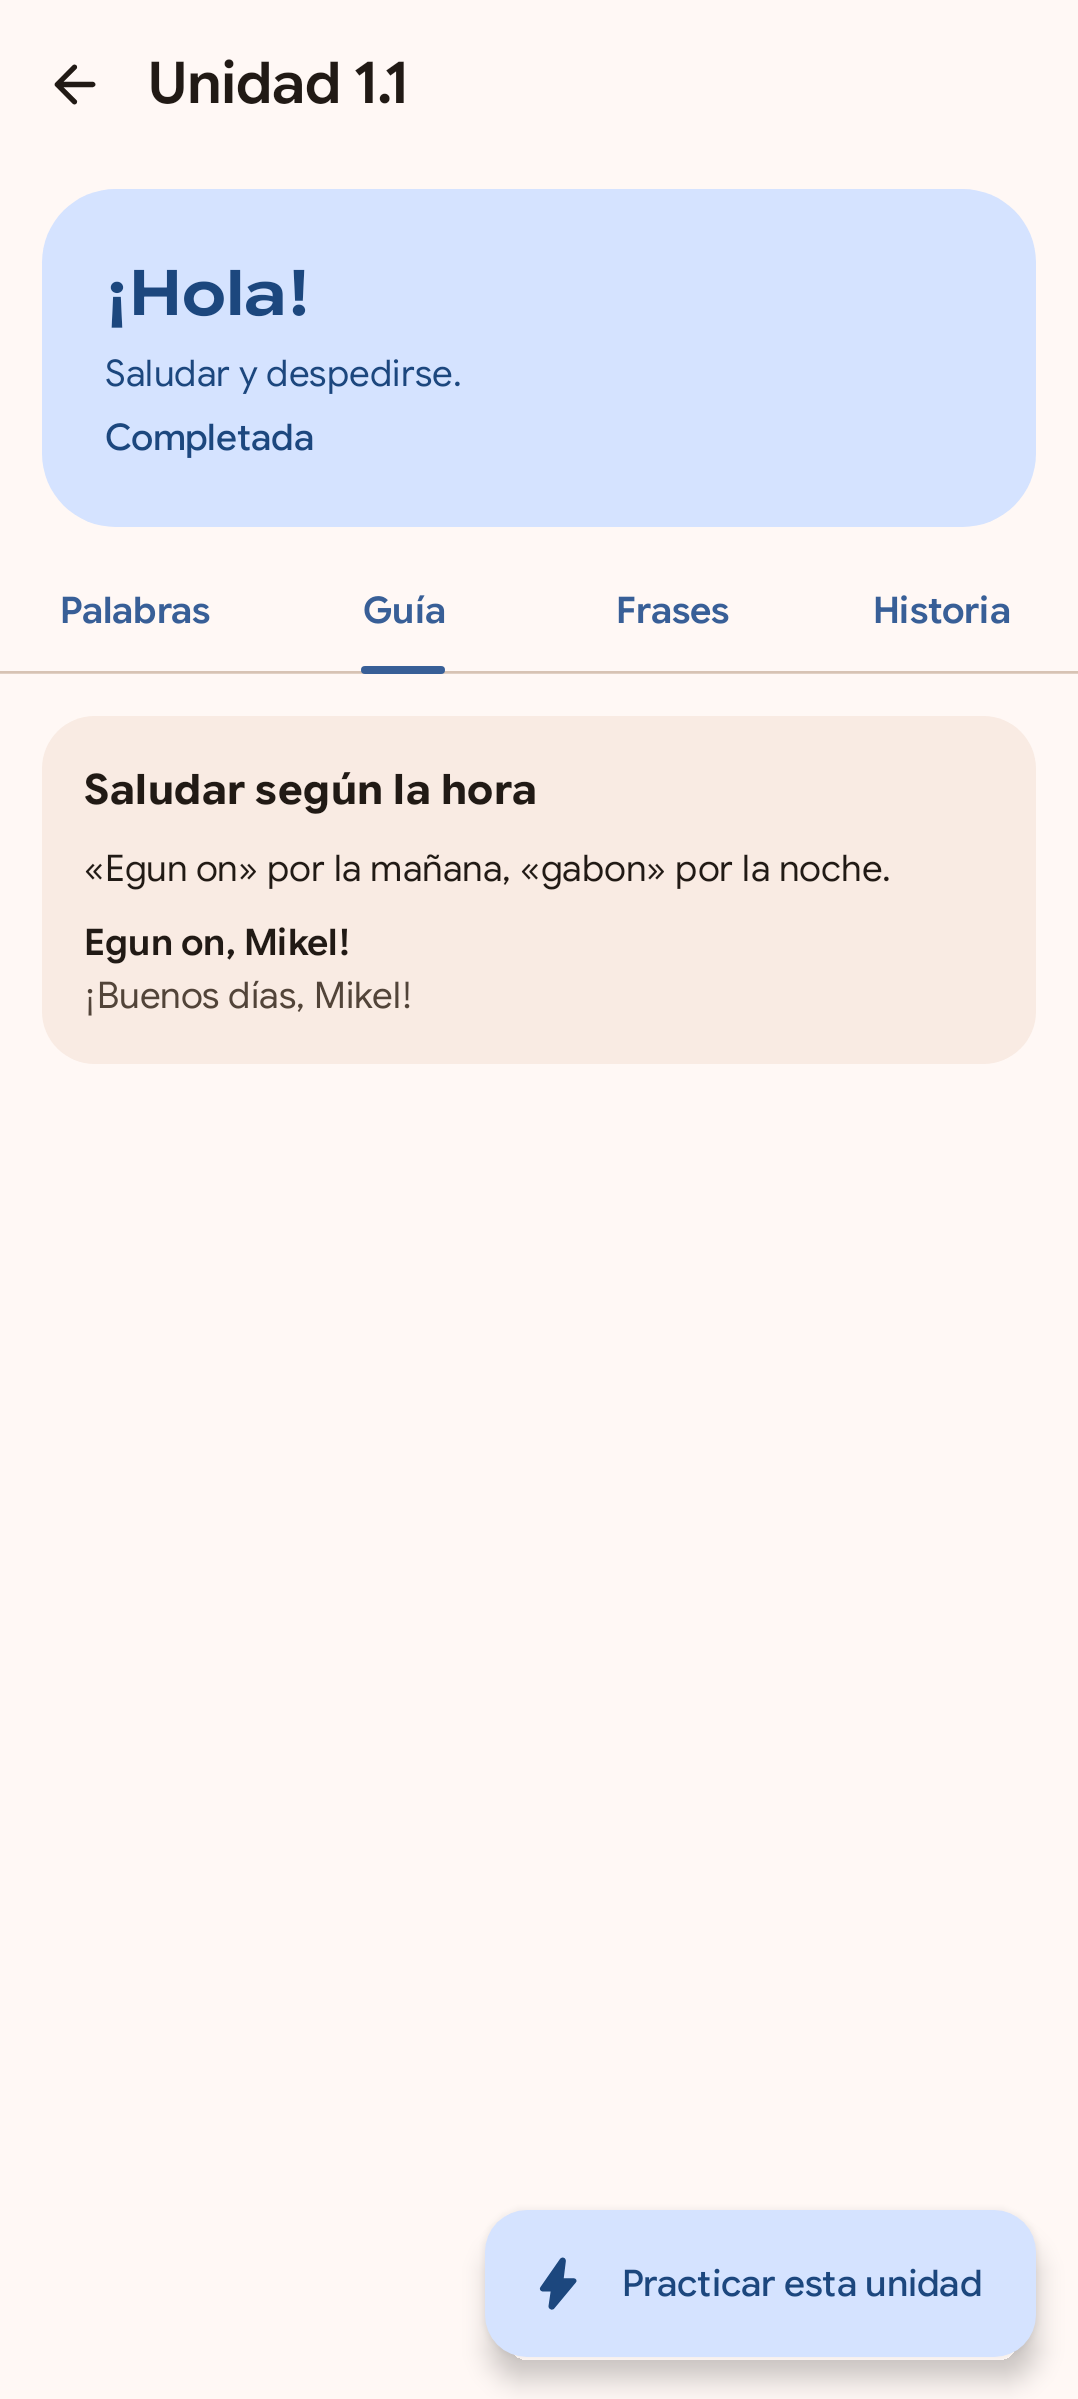 Unidad 1.1
¡Hola!
Saludar y despedirse.
Completada
Palabras
Guía
Frases
Historia
Saludar según la hora
«Egun on» por la mañana, «gabon» por la noche.
Egun on, Mikel!
¡Buenos días, Mikel!
Practicar esta unidad